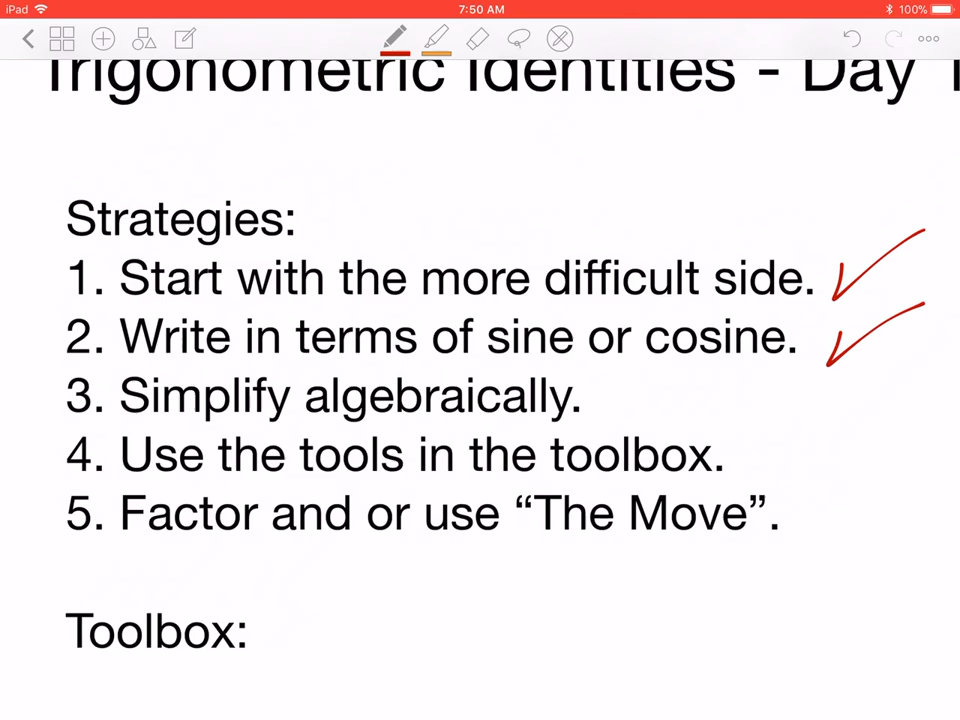 iPad 7:50 AM 100%
Trigonometric Identities - Day 1
Strategies:
1. Start with the more difficult side.
2. Write in terms of sine or cosine.
3. Simplify algebraically.
4. Use the tools in the toolbox.
5. Factor and or use “The Move”.
Toolbox: